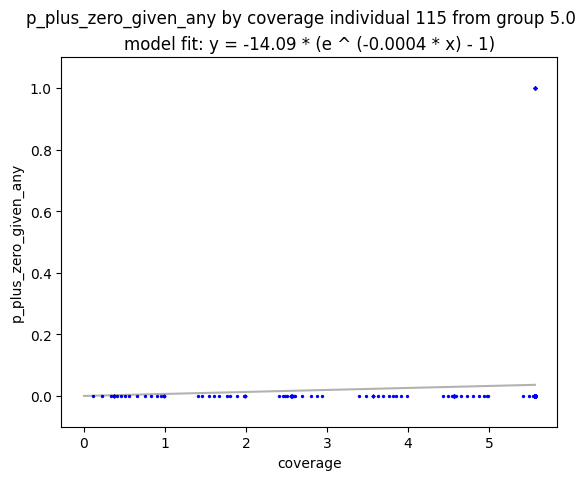 p_plus_zero_given_any by coverage individual 115 from group 5.0
model fit: y = -14.09 * (e ^ (-0.0004 * x) - 1)
1.0
0.8
0.6
0.4
0.2
0.0
p_plus_zero_given_any
0 1 2 3 4 5
coverage